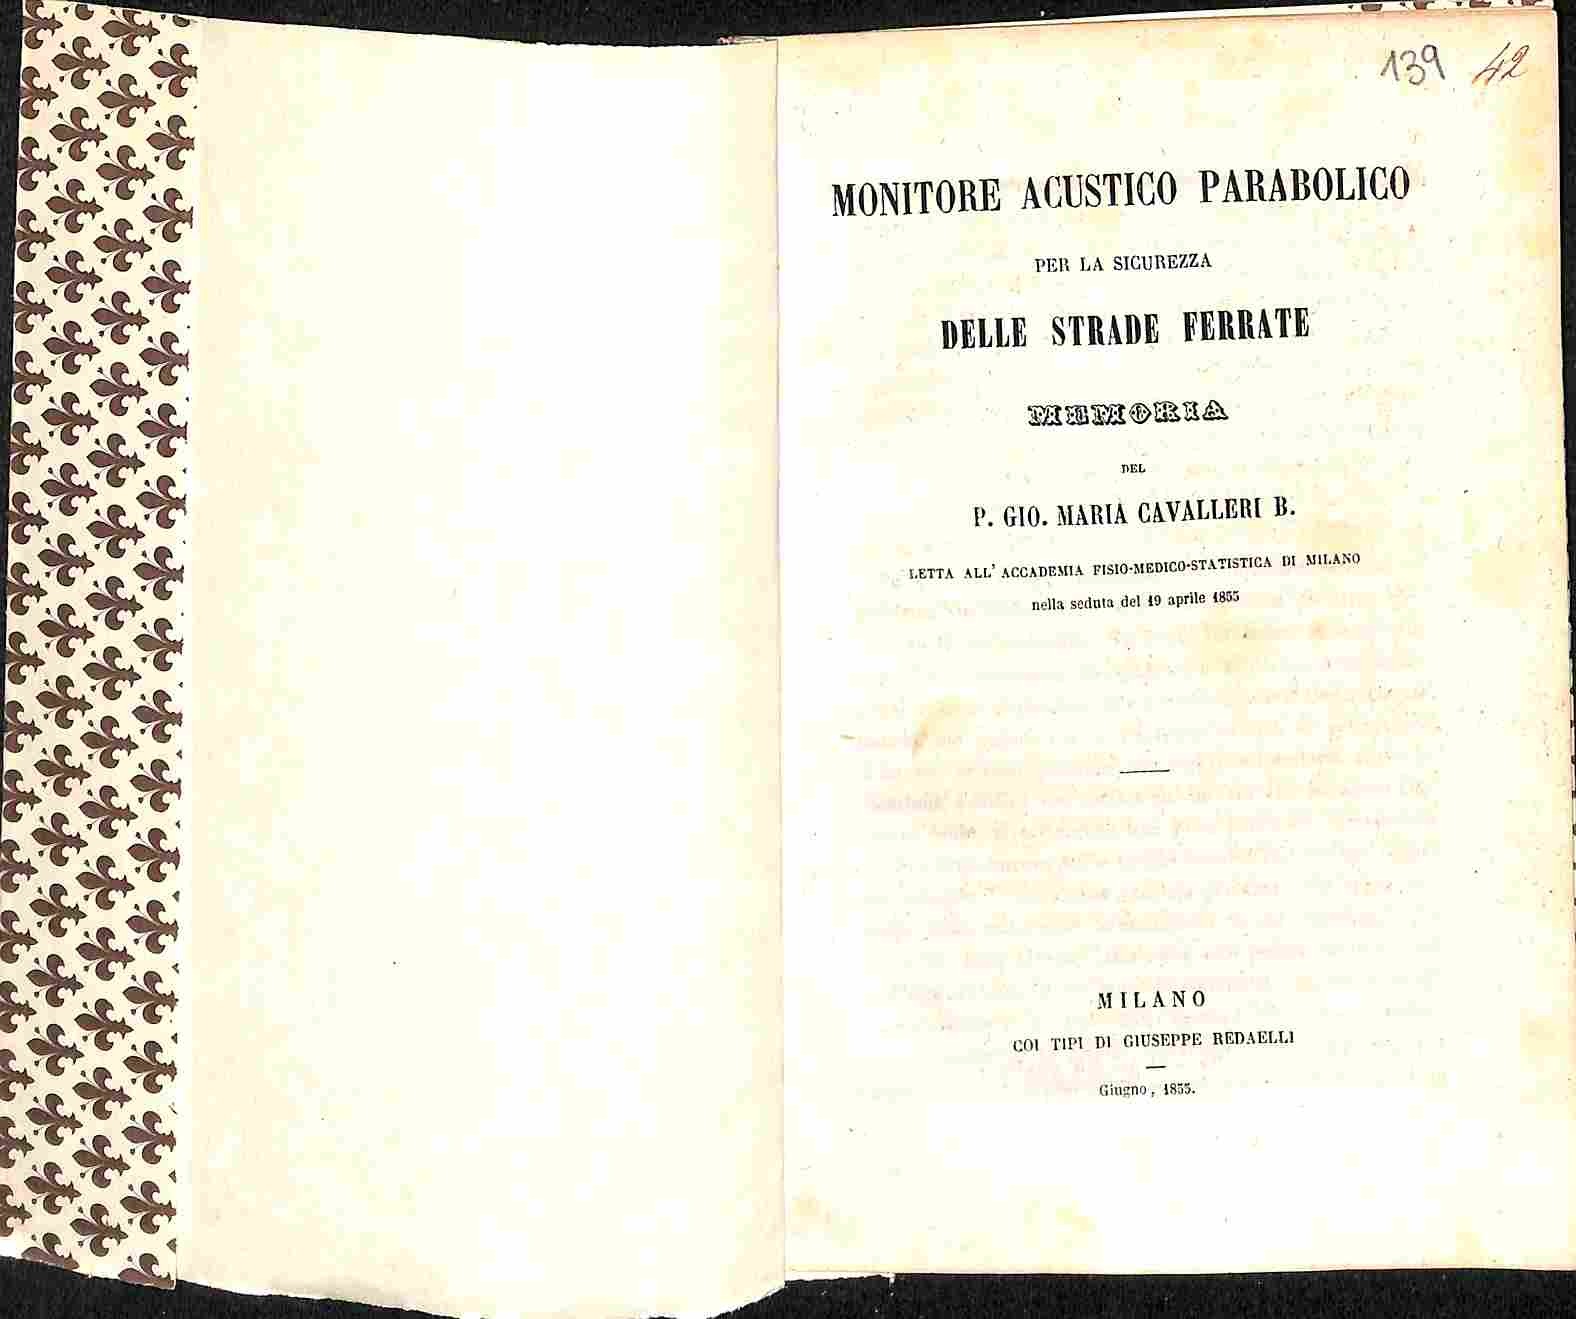 139 42
MONITORE ACUSTICO PARABOLICO
PER LA SICUREZZA
DELLE STRADE FERRATE
MEMORIA
DEL
P. GIO. MARIA CAVALLERI B.
LETTA ALL' ACCADEMIA FISIO-MEDICO-STATISTICA DI MILANO
nella seduta del 19 aprile 1855
MILANO
COI TIPI DI GIUSEPPE REDAELLI
Giugno, 1855.